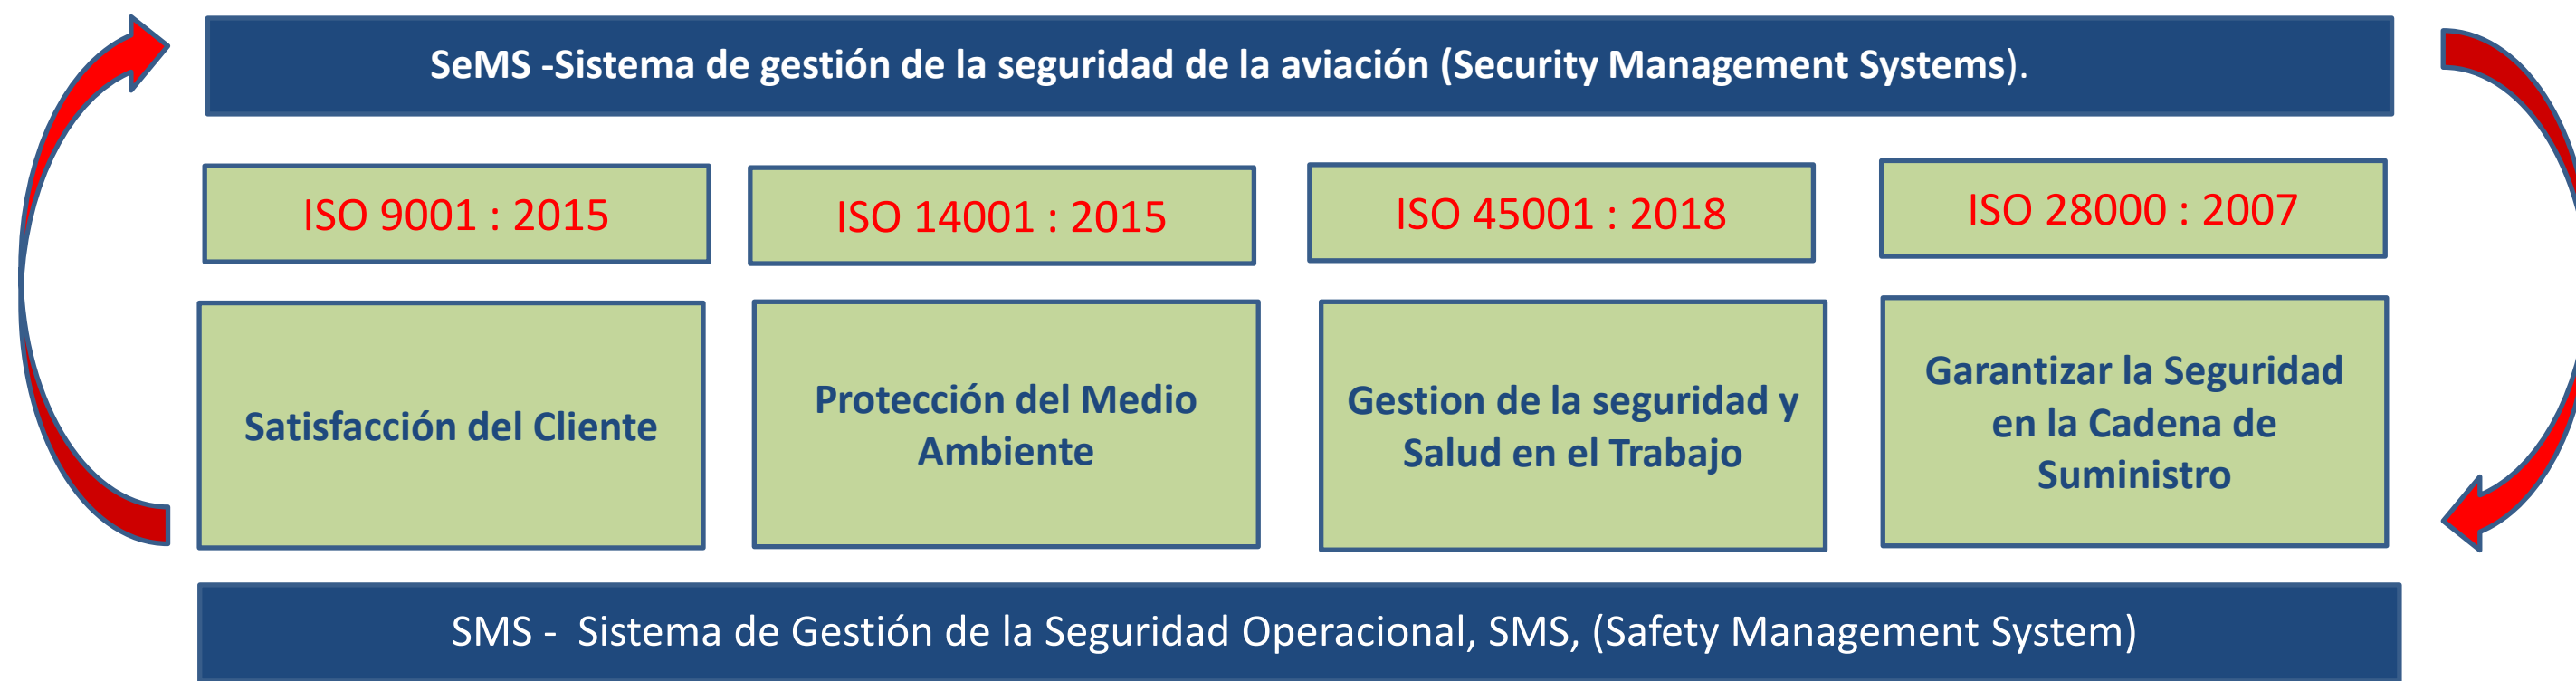 SeMS -Sistema de gestión de la seguridad de la aviación (Security Management Systems).
ISO 9001 : 2015
ISO 14001 : 2015
ISO 45001 : 2018
ISO 28000 : 2007
Satisfacción del Cliente
Protección del Medio
Ambiente
Gestion de la seguridad y
Salud en el Trabajo
Garantizar la Seguridad
en la Cadena de
Suministro
SMS - Sistema de Gestión de la Seguridad Operacional, SMS, (Safety Management System)